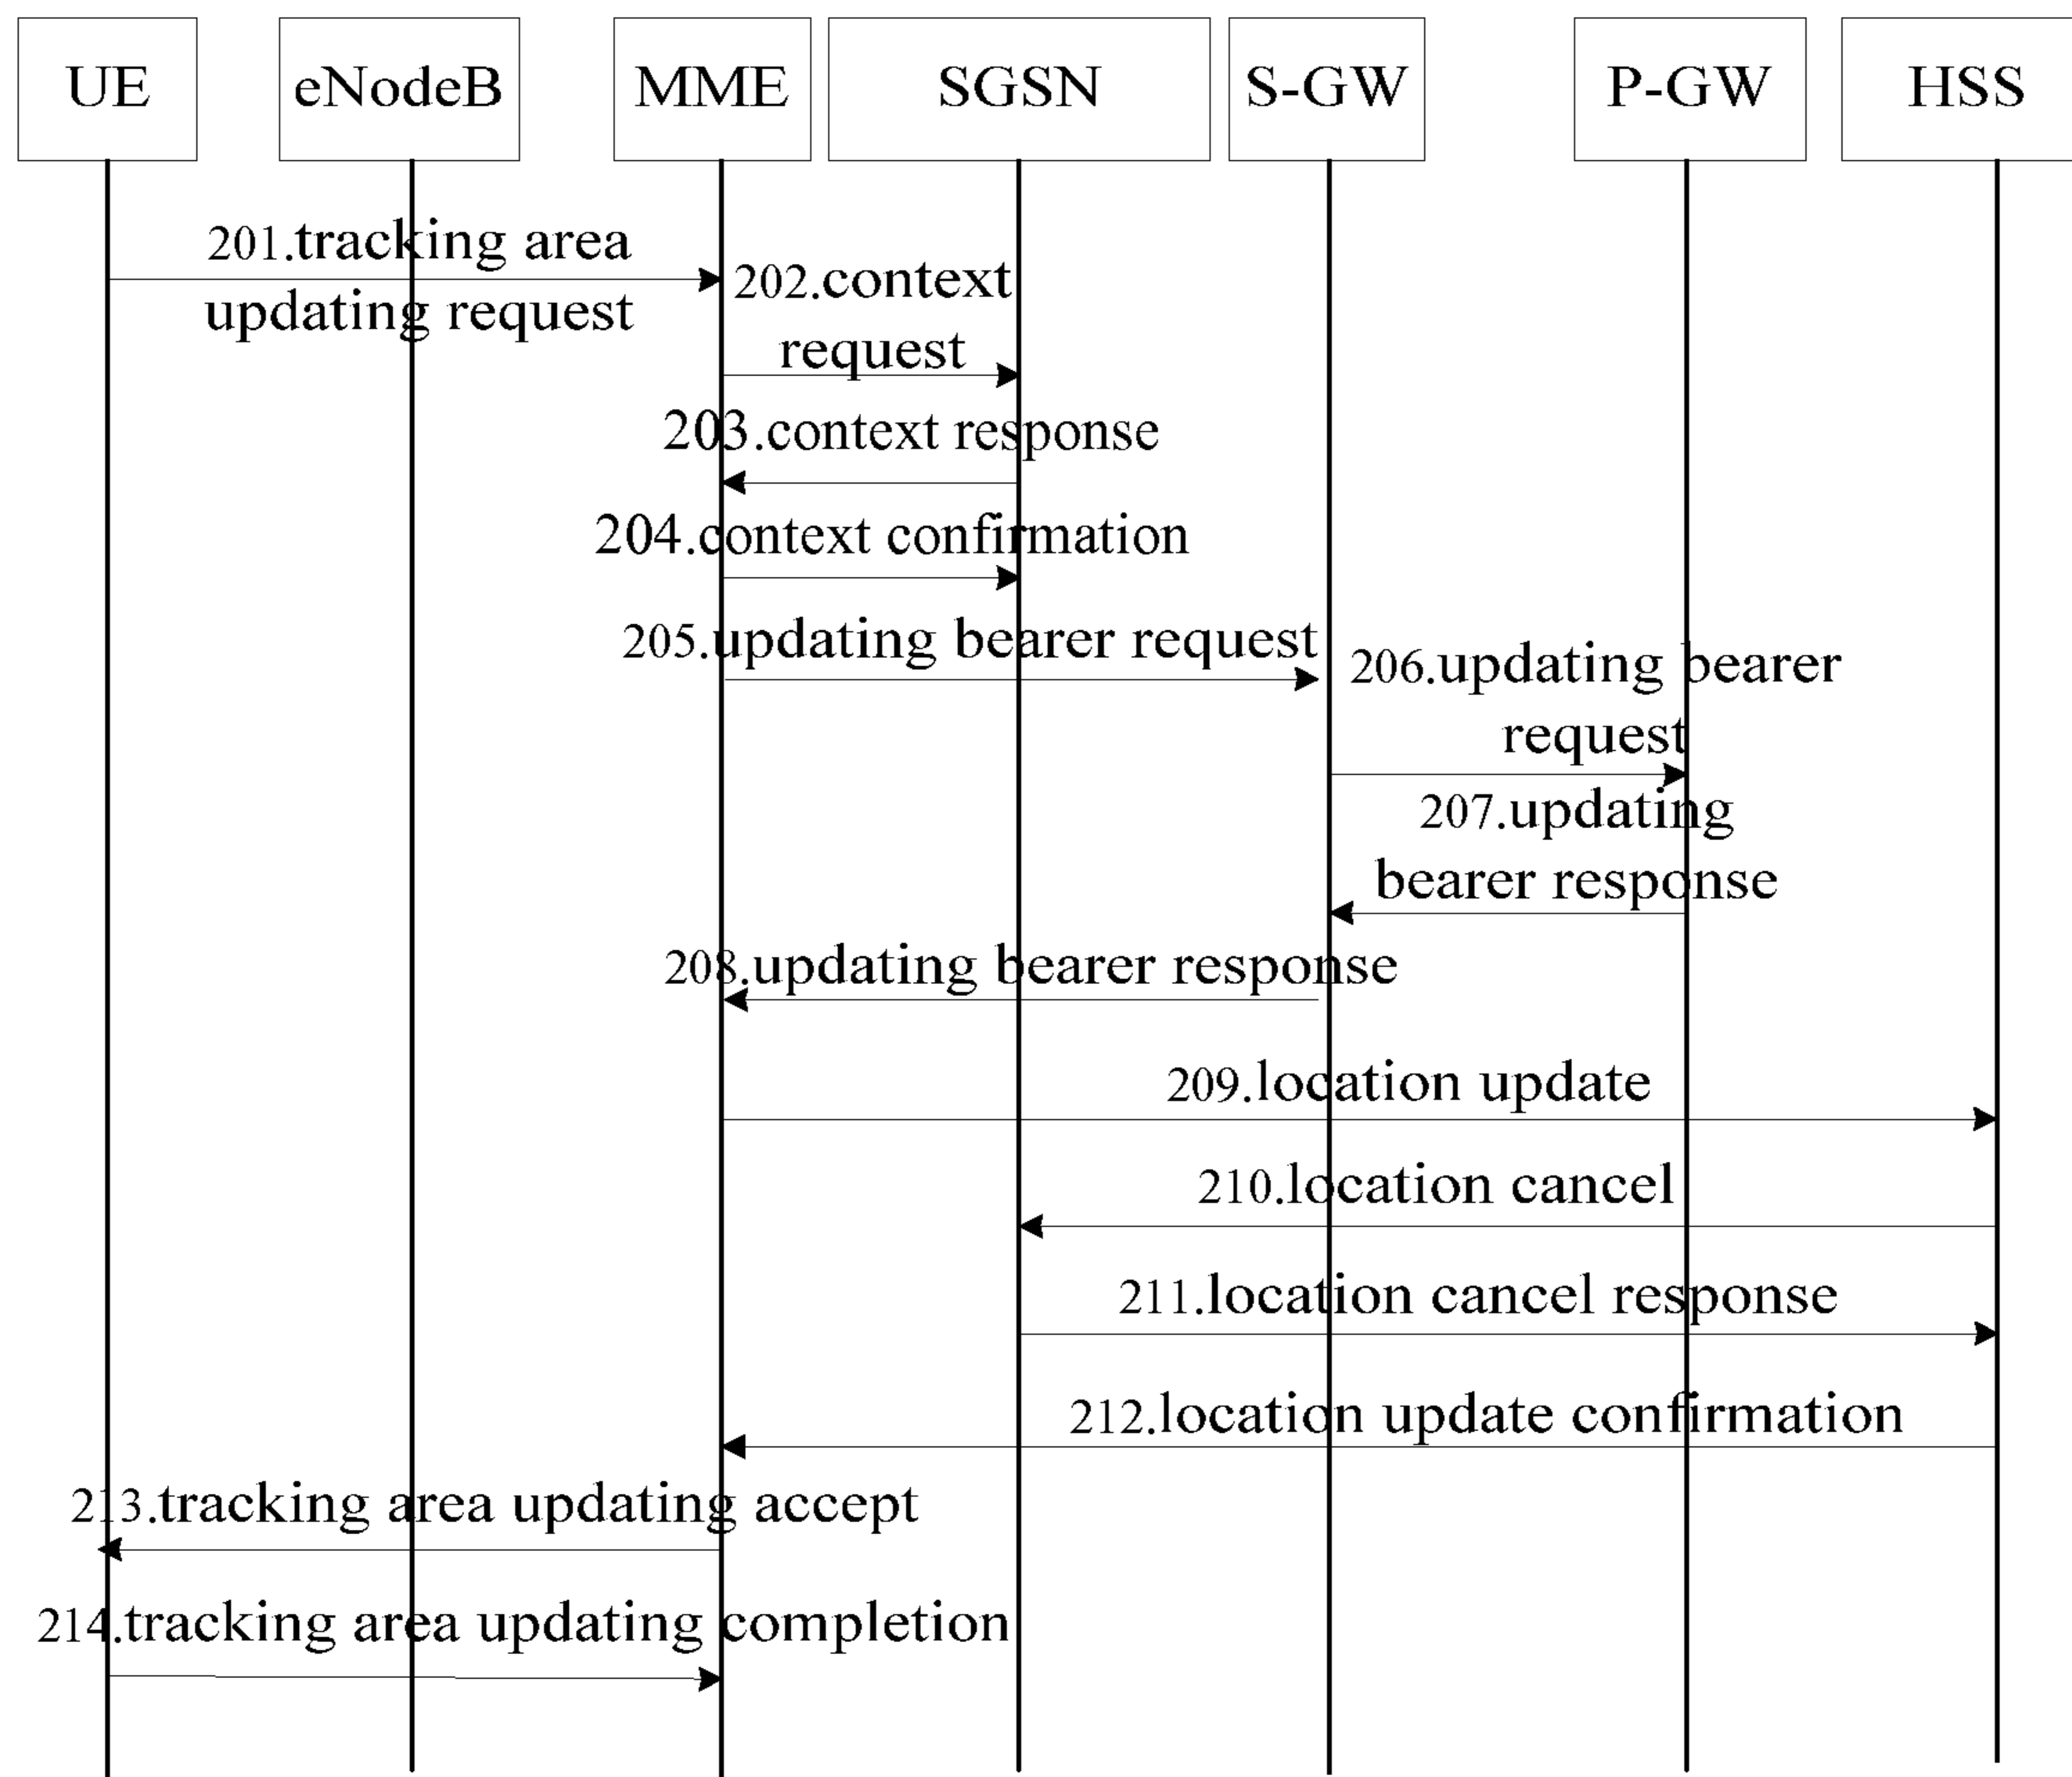 UE
eNodeB
MME
SGSN
S-GW
P-GW
HSS
201.tracking area
updating request
202.context
request
203.context response
204.context confirmation
205.updating bearer request
206.updating bearer
request
207.updating
bearer response
208.updating bearer response
209.location update
210.location cancel
211.location cancel response
212.location update confirmation
213.tracking area updating accept
214.tracking area updating completion